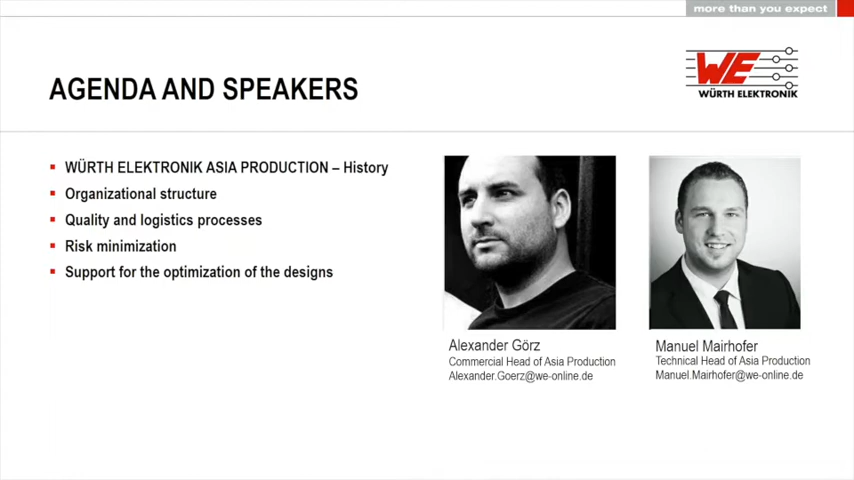 more than you expect
AGENDA AND SPEAKERS
WE
WÜRTH ELEKTRONIK
WÜRTH ELEKTRONIK ASIA PRODUCTION – History
Organizational structure
Quality and logistics processes
Risk minimization
Support for the optimization of the designs
Alexander Görz
Commercial Head of Asia Production
Alexander.Goerz@we-online.de
Manuel Mairhofer
Technical Head of Asia Production
Manuel.Mairhofer@we-online.de